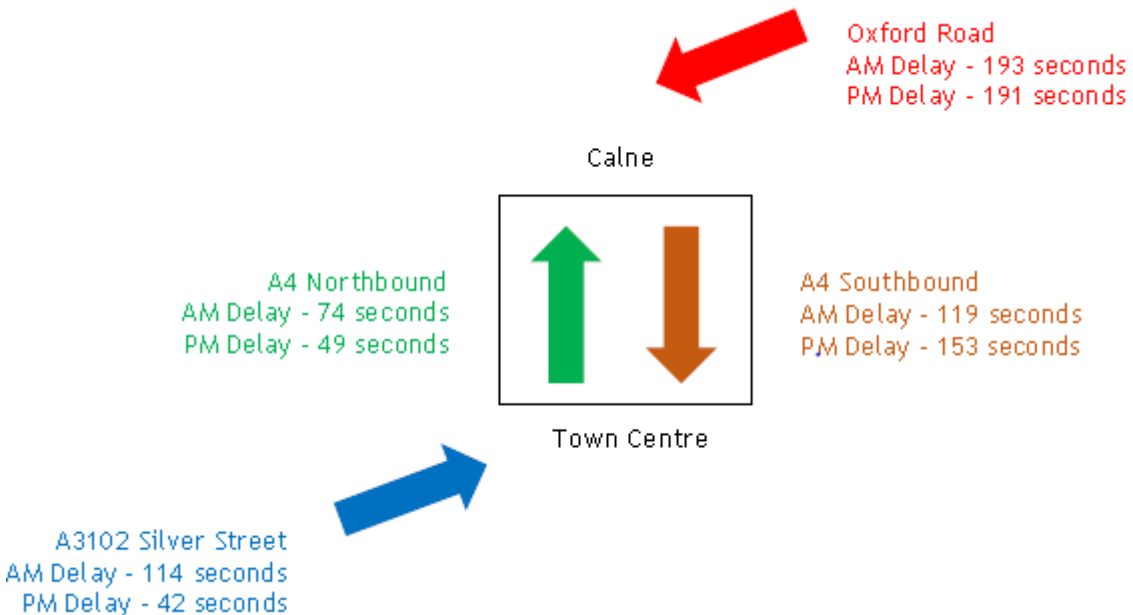 Oxford Road
AM Delay - 193 seconds
PM Delay - 191 seconds
Calne
A4 Northbound
AM Delay - 74 seconds
PM Delay - 49 seconds
A4 Southbound
AM Delay - 119 seconds
PM Delay - 153 seconds
Town Centre
A3102 Silver Street
AM Delay - 114 seconds
PM Delay - 42 seconds